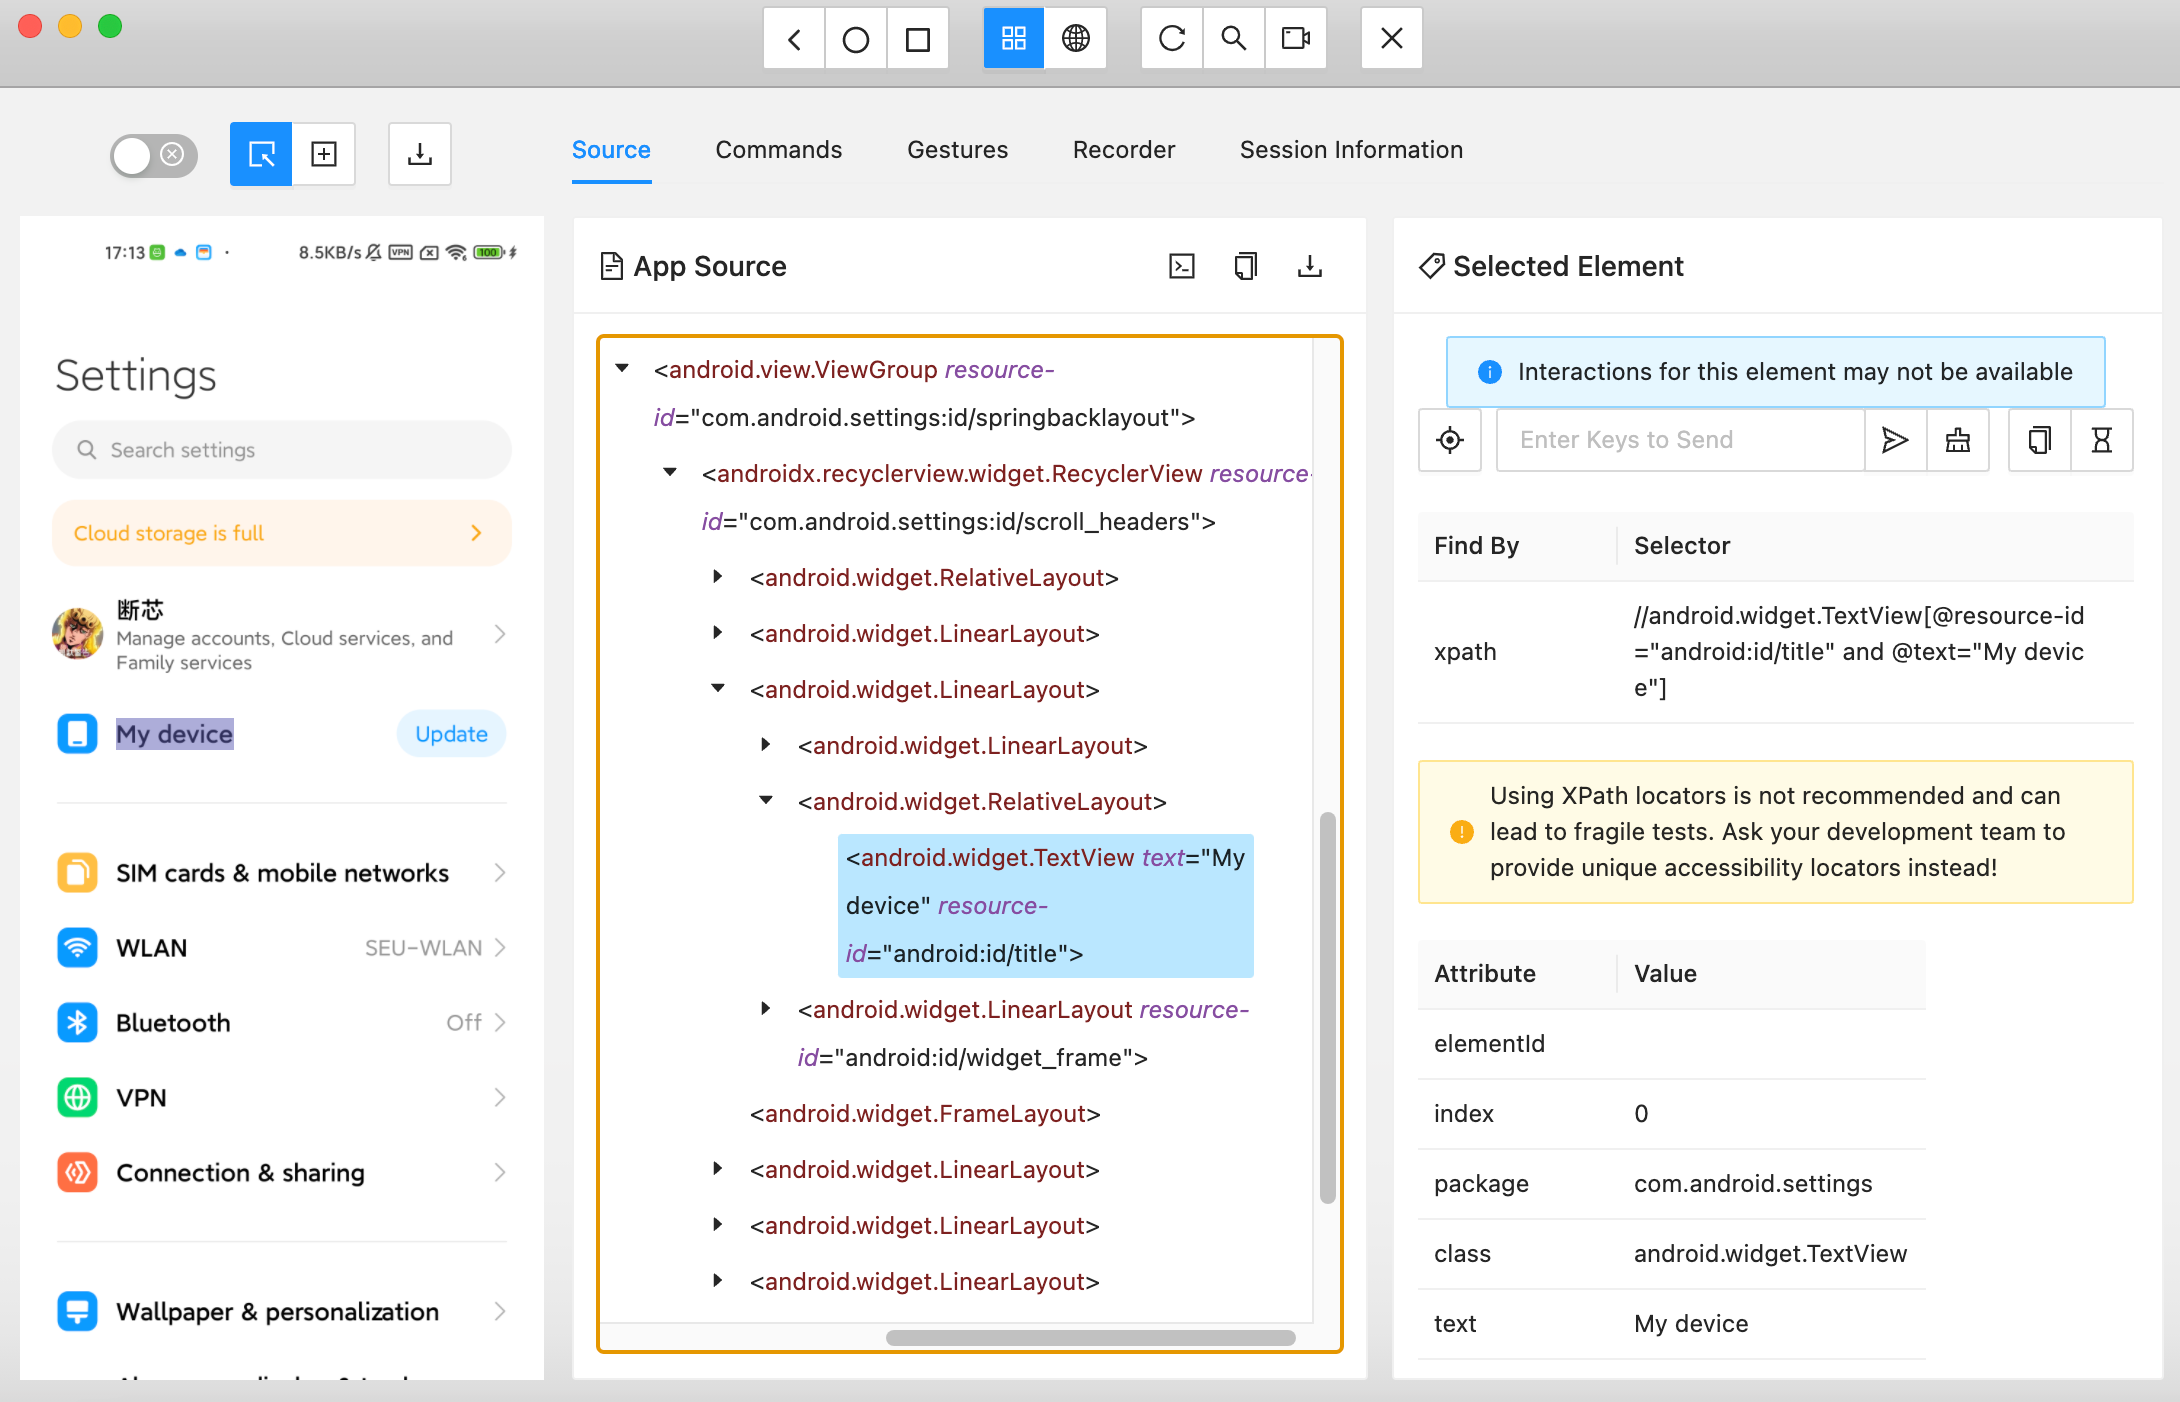 Source
Commands
Gestures
Recorder
Session Information
17:13
8.5KB/s
VPN
100
Settings
Search settings
Cloud storage is full
断芯
Manage accounts, Cloud services, and
Family services
My device
Update
SIM cards & mobile networks
WLAN
SEU-WLAN
Bluetooth
Off
VPN
Connection & sharing
Wallpaper & personalization
App Source
<android.view.ViewGroup resource-
id="com.android.settings:id/springbacklayout">
<androidx.recyclerview.widget.RecyclerView resource-
id="com.android.settings:id/scroll_headers">
<android.widget.RelativeLayout>
<android.widget.LinearLayout>
<android.widget.LinearLayout>
<android.widget.LinearLayout>
<android.widget.RelativeLayout>
<android.widget.TextView text="My
device" resource-
id="android:id/title">
<android.widget.LinearLayout resource-
id="android:id/widget_frame">
<android.widget.FrameLayout>
<android.widget.LinearLayout>
<android.widget.LinearLayout>
<android.widget.LinearLayout>
Selected Element
Interactions for this element may not be available
Enter Keys to Send
Find By
Selector
xpath
//android.widget.TextView[@resource-id
="android:id/title" and @text="My devic
e"]
Using XPath locators is not recommended and can
lead to fragile tests. Ask your development team to
provide unique accessibility locators instead!
Attribute
Value
elementId
index
0
package
com.android.settings
class
android.widget.TextView
text
My device